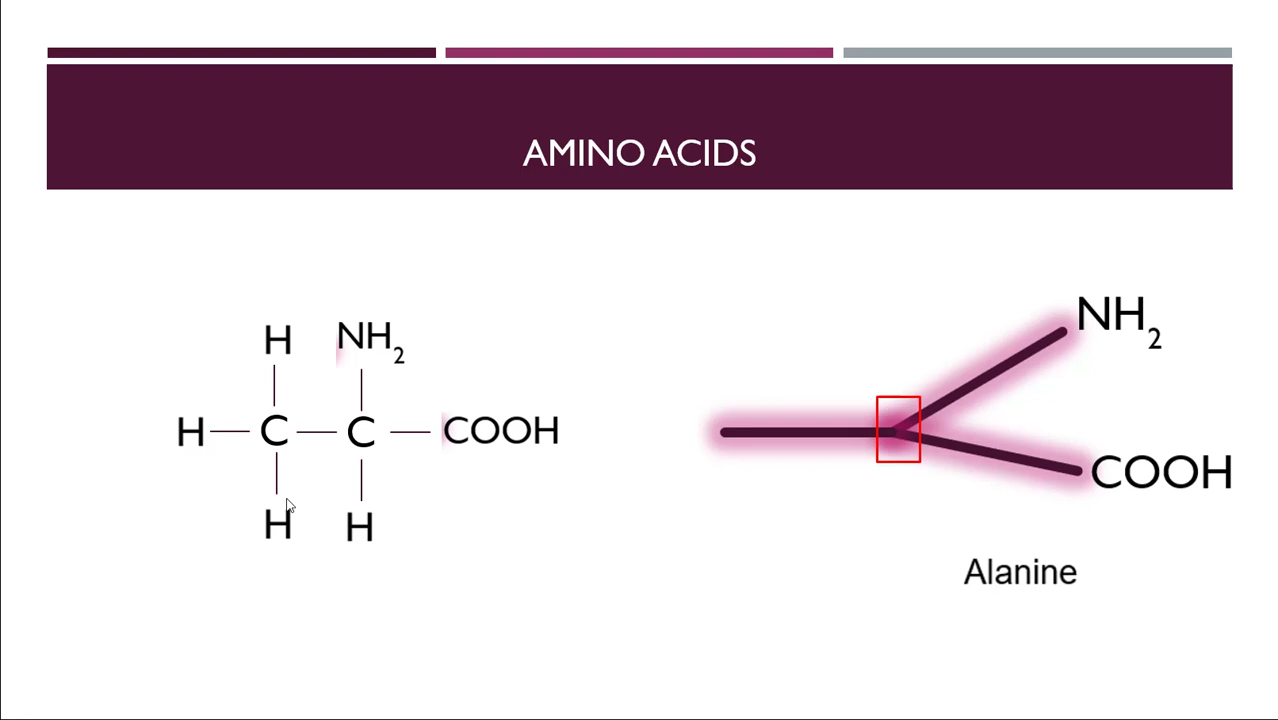 AMINO ACIDS
H NH2
H C C COOH
H H
NH2
COOH
Alanine